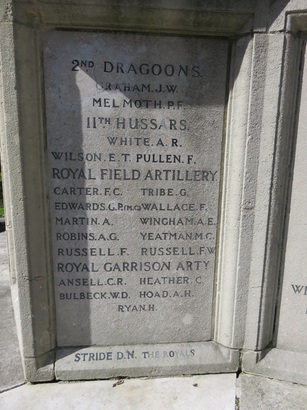 2ND DRAGOONS.
GRAHAM. J.W.
MELMOTH. P.F.
11TH HUSSARS.
WHITE. A. R.
WILSON. E. T. PULLEN. F.
ROYAL FIELD ARTILLERY
CARTER. F.C. TRIBE. G.
EDWARDS. G.P. WALLACE. F.
MARTIN. A. WINGHAM. A.E.
ROBINS. A.G. YEATMAN. M.C.
RUSSELL. F. RUSSELL. F.W
ROYAL GARRISON ARTY
ANSELL. C.R. HEATHER. C
BULBECK. W.D. HOAD. A.H.
RYAN. H.
STRIDE D.N. THE ROYALS